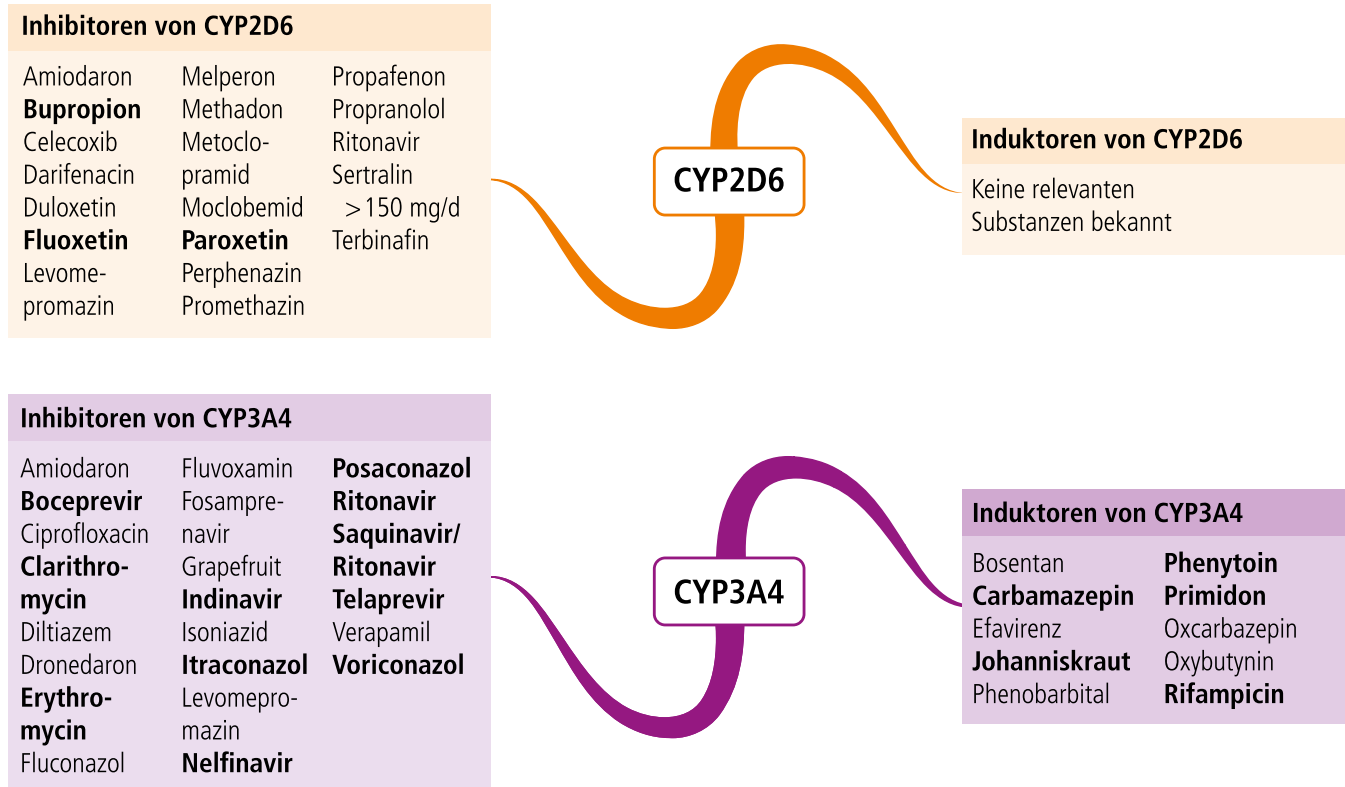 Inhibitoren von CYP2D6
Amiodaron
Bupropion
Celecoxib
Darifenacin
Duloxetin
Fluoxetin
Levome-
promazin
Melperon
Methadon
Metoclo-
pramid
Moclobemid
Paroxetin
Perphenazin
Promethazin
Propafenon
Propranolol
Ritonavir
Sertralin
>150 mg/d
Terbinafin
CYP2D6
Induktoren von CYP2D6
Keine relevanten
Substanzen bekannt
Inhibitoren von CYP3A4
Amiodaron
Boceprevir
Ciprofloxacin
Clarithro-
mycin
Diltiazem
Dronedaron
Erythro-
mycin
Fluconazol
Fluvoxamin
Fosampre-
navir
Grapefruit
Indinavir
Isoniazid
Itraconazol
Levomepro-
mazin
Nelfinavir
Posaconazol
Ritonavir
Saquinavir/
Ritonavir
Telaprevir
Verapamil
Voriconazol
CYP3A4
Induktoren von CYP3A4
Bosentan
Carbamazepin
Efavirenz
Johanniskraut
Phenobarbital
Phenytoin
Primidon
Oxcarbazepin
Oxybutynin
Rifampicin